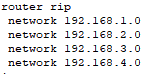 router rip
network 192.168.1.0
network 192.168.2.0
network 192.168.3.0
network 192.168.4.0